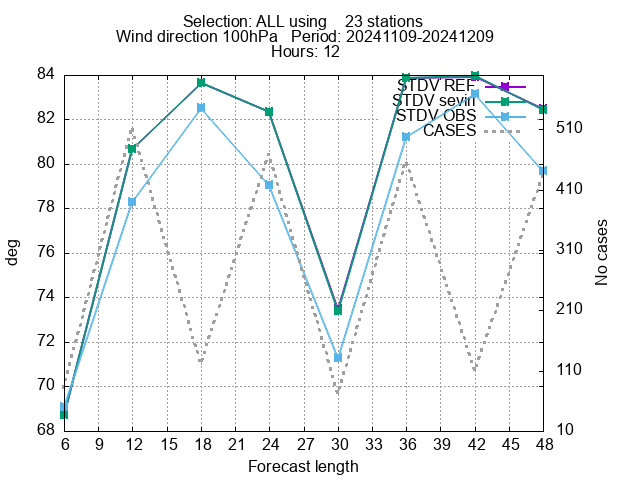 Selection: ALL using    23 stations
Wind direction 100hPa   Period: 20241109-20241209
Hours: 12
84
82
80
78
76
74
72
70
68
deg
STDV REF
STDV sevin
STDV OBS
CASES
510
410
310
210
110
10
No cases
6 9 12 15 18 21 24 27 30 33 36 39 42 45 48
Forecast length